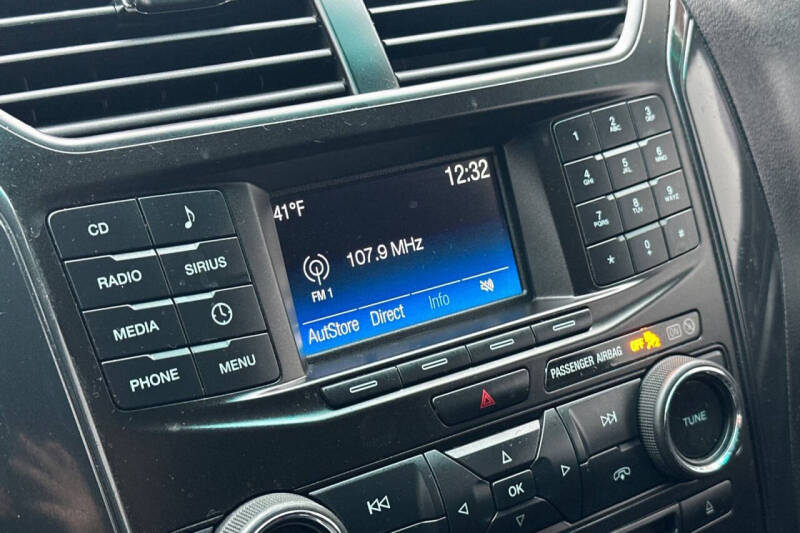 12:32
41°F
107.9 MHz
FM 1
AutStore Direct Info
CD
RADIO SIRIUS
MEDIA
PHONE MENU
1 2 ABC 3 DEF
4 GHI 5 JKL 6 MNO
7 PQRS 8 TUV 9 WXYZ
* 0 #
PASSENGER AIRBAG OFF ON
TUNE
OK